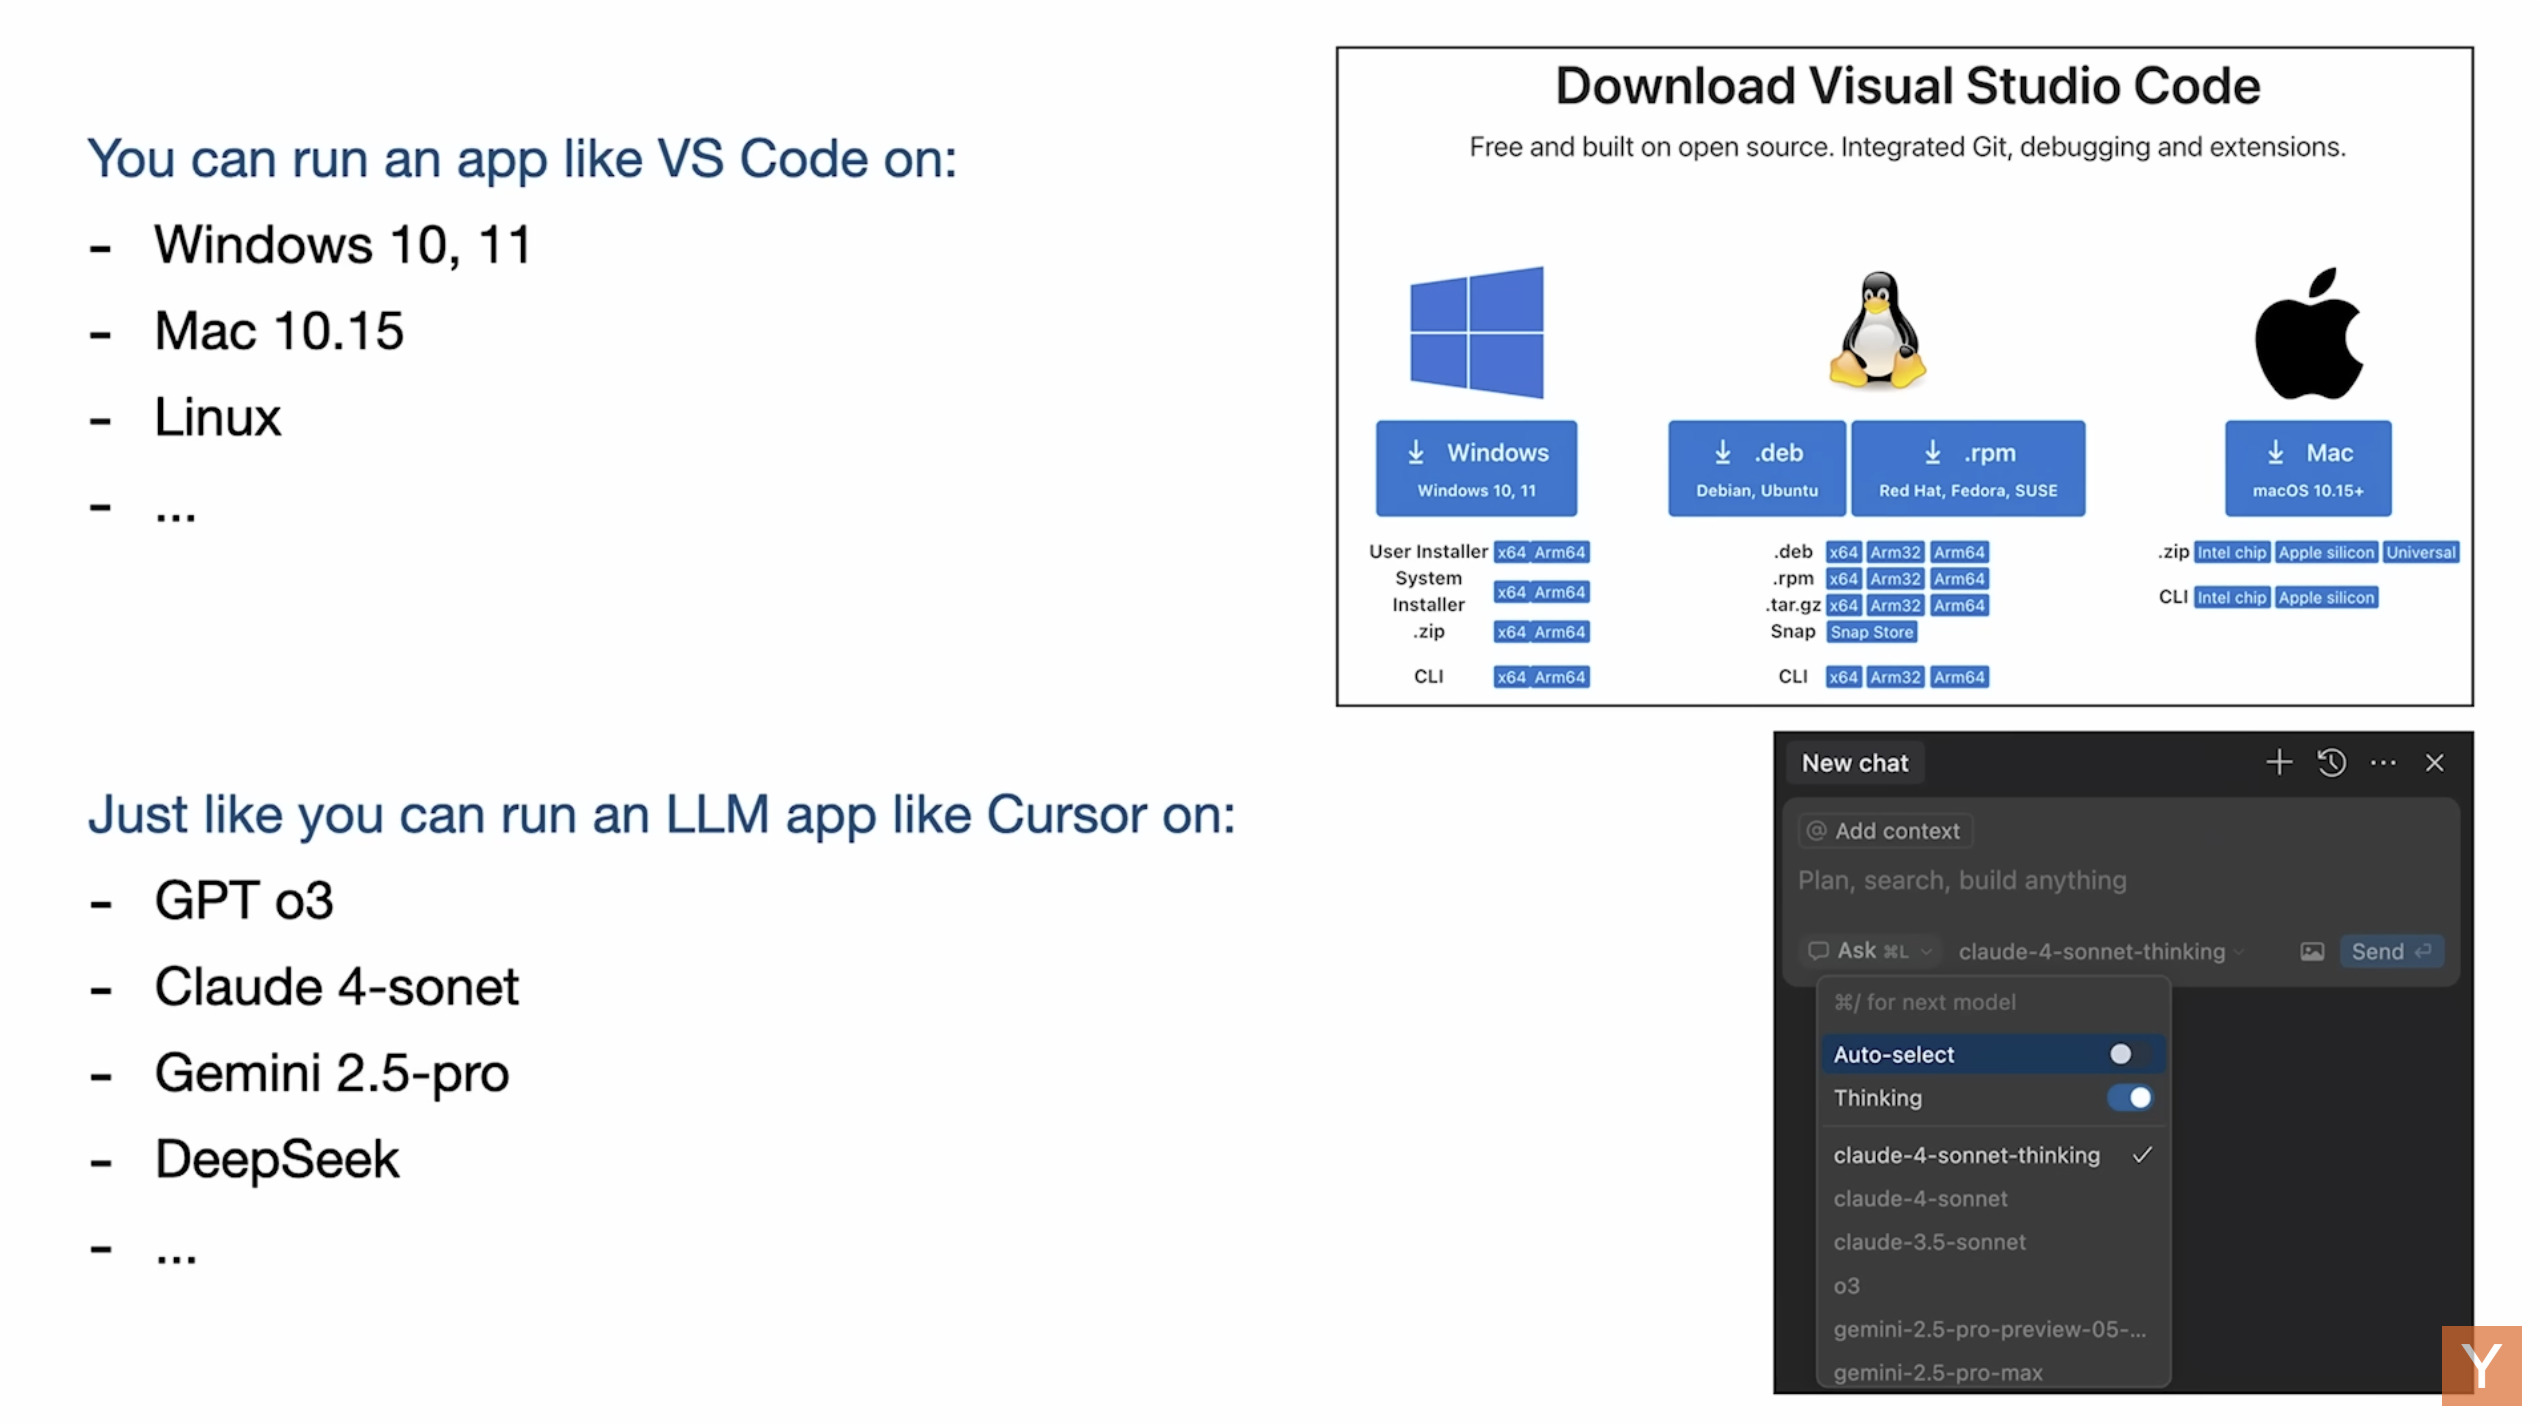 You can run an app like VS Code on:
- Windows 10, 11
- Mac 10.15
- Linux
- ...
Just like you can run an LLM app like Cursor on:
- GPT o3
- Claude 4-sonet
- Gemini 2.5-pro
- DeepSeek
- ...
Download Visual Studio Code
Free and built on open source. Integrated Git, debugging and extensions.
Windows
Windows 10, 11
User Installer x64 Arm64
System
Installer x64 Arm64
.zip x64 Arm64
CLI x64 Arm64
.deb
Debian, Ubuntu
.rpm
Red Hat, Fedora, SUSE
.deb x64 Arm32 Arm64
.rpm x64 Arm32 Arm64
.tar.gz x64 Arm32 Arm64
Snap Snap Store
CLI x64 Arm32 Arm64
Mac
macOS 10.15+
.zip Intel chip Apple silicon Universal
CLI Intel chip Apple silicon
New chat
@ Add context
Plan, search, build anything
Ask ⌘L claude-4-sonnet-thinking Send
⌘/ for next model
Auto-select
Thinking
claude-4-sonnet-thinking
claude-4-sonnet
claude-3.5-sonnet
o3
gemini-2.5-pro-preview-05-...
gemini-2.5-pro-max
Y